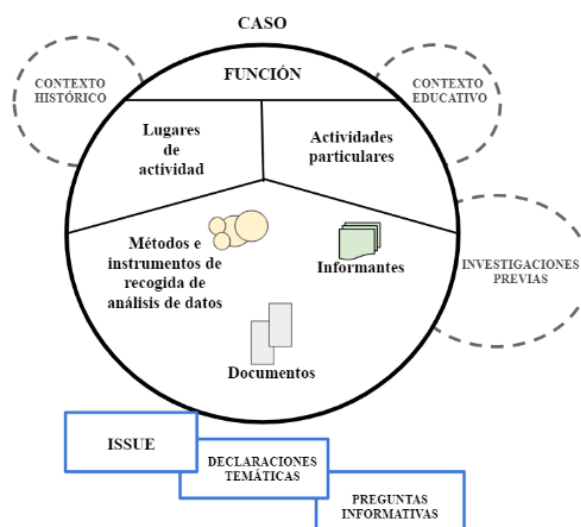 CASO
FUNCIÓN
CONTEXTO
HISTÓRICO
CONTEXTO
EDUCATIVO
Lugares
de
actividad
Actividades
particulares
Métodos e
instrumentos de
recogida de
análisis de datos
Informantes
INVESTIGACIONES
PREVIAS
Documentos
ISSUE
DECLARACIONES
TEMÁTICAS
PREGUNTAS
INFORMATIVAS